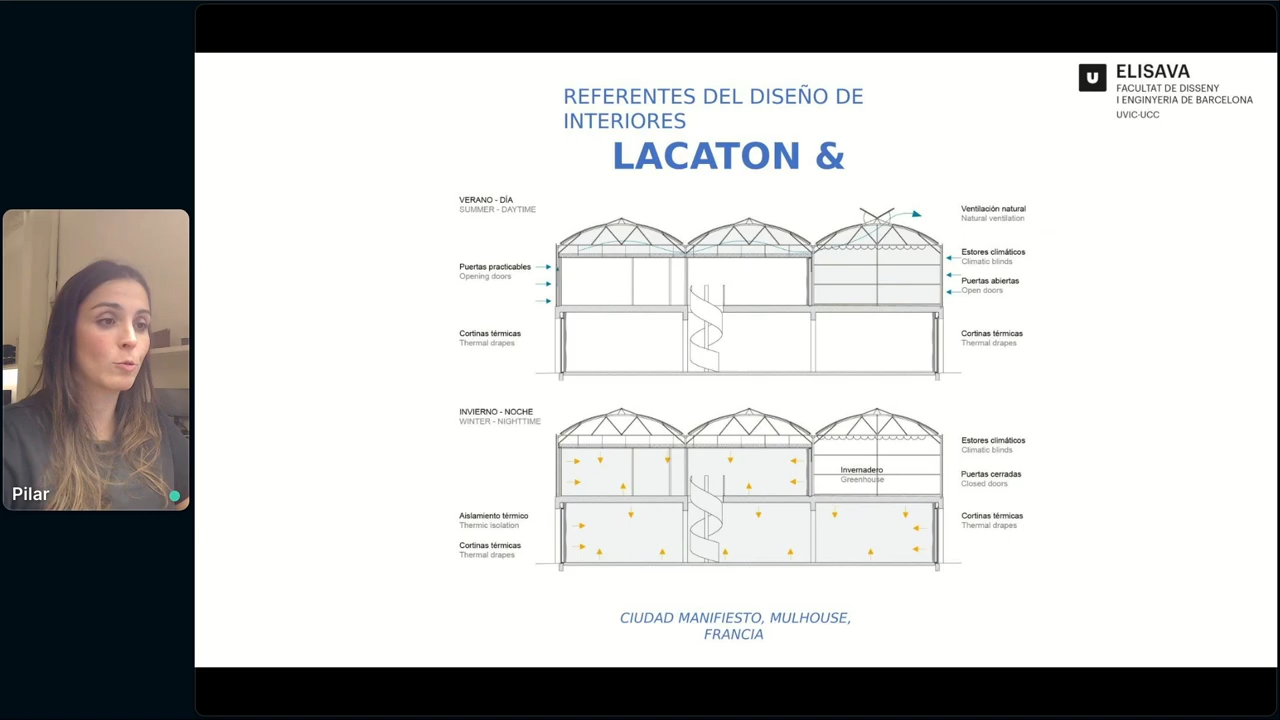 REFERENTES DEL DISEÑO DE
INTERIORES
LACATON &
ELISAVA
FACULTAT DE DISSENY
I ENGINYERIA DE BARCELONA
UVIC·UCC
VERANO - DÍA
SUMMER - DAYTIME
Puertas practicables
Opening doors
Cortinas térmicas
Thermal drapes
Ventilación natural
Natural ventilation
Estores climáticos
Climatic blinds
Puertas abiertas
Open doors
Cortinas térmicas
Thermal drapes
INVIERNO - NOCHE
WINTER - NIGHTTIME
Aislamiento térmico
Thermic isolation
Cortinas térmicas
Thermal drapes
Invernadero
Greenhouse
Estores climáticos
Climatic blinds
Puertas cerradas
Closed doors
Cortinas térmicas
Thermal drapes
CIUDAD MANIFIESTO, MULHOUSE,
FRANCIA
Pilar